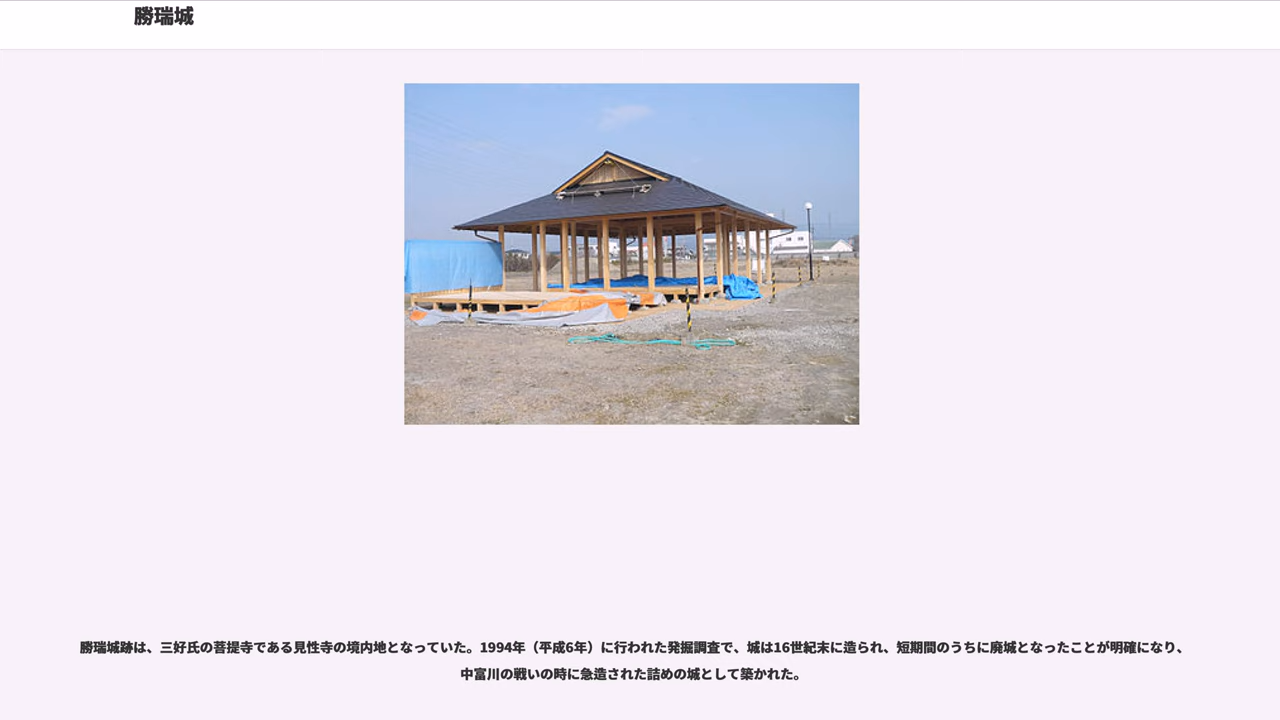 勝瑞城
勝瑞城跡は、三好氏の菩提寺である見性寺の境内地となっていた。1994年（平成6年）に行われた発掘調査で、城は16世紀末に造られ、短期間のうちに廃城となったことが明確になり、
中富川の戦いの時に急造された詰めの城として築かれた。